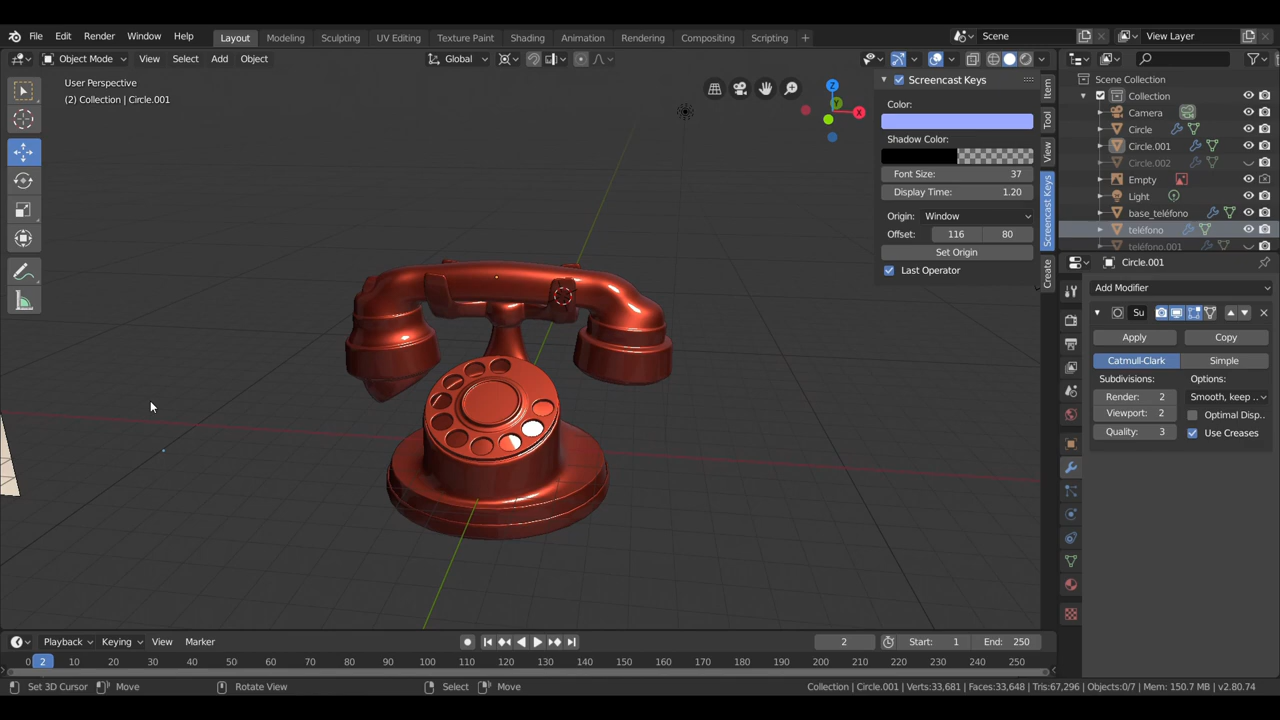 File Edit Render Window Help Layout Modeling Sculpting UV Editing Texture Paint Shading Animation Rendering Compositing Scripting + Scene View Layer
Object Mode View Select Add Object Global
User Perspective
(2) Collection | Circle.001
Z
Y
X
Screencast Keys
Color:
Shadow Color:
Font Size: 37
Display Time: 1.20
Origin: Window
Offset: 116 80
Set Origin
Last Operator
Item
Tool
View
Screencast Keys
Create
Scene Collection
Collection
Camera
Circle
Circle.001
Circle.002
Empty
Light
base_teléfono
teléfono
teléfono.001
Circle.001
Add Modifier
Su
Apply Copy
Catmull-Clark Simple
Subdivisions: Options:
Render: 2 Smooth, keep ..
Viewport: 2 Optimal Disp..
Quality: 3 Use Creases
Playback Keying View Marker 2 Start: 1 End: 250
0 2 10 20 30 40 50 60 70 80 90 100 110 120 130 140 150 160 170 180 190 200 210 220 230 240 250
Set 3D Cursor Move Rotate View Select Move Collection | Circle.001 | Verts:33,681 | Faces:33,648 | Tris:67,296 | Objects:0/7 | Mem: 150.7 MB | v2.80.74